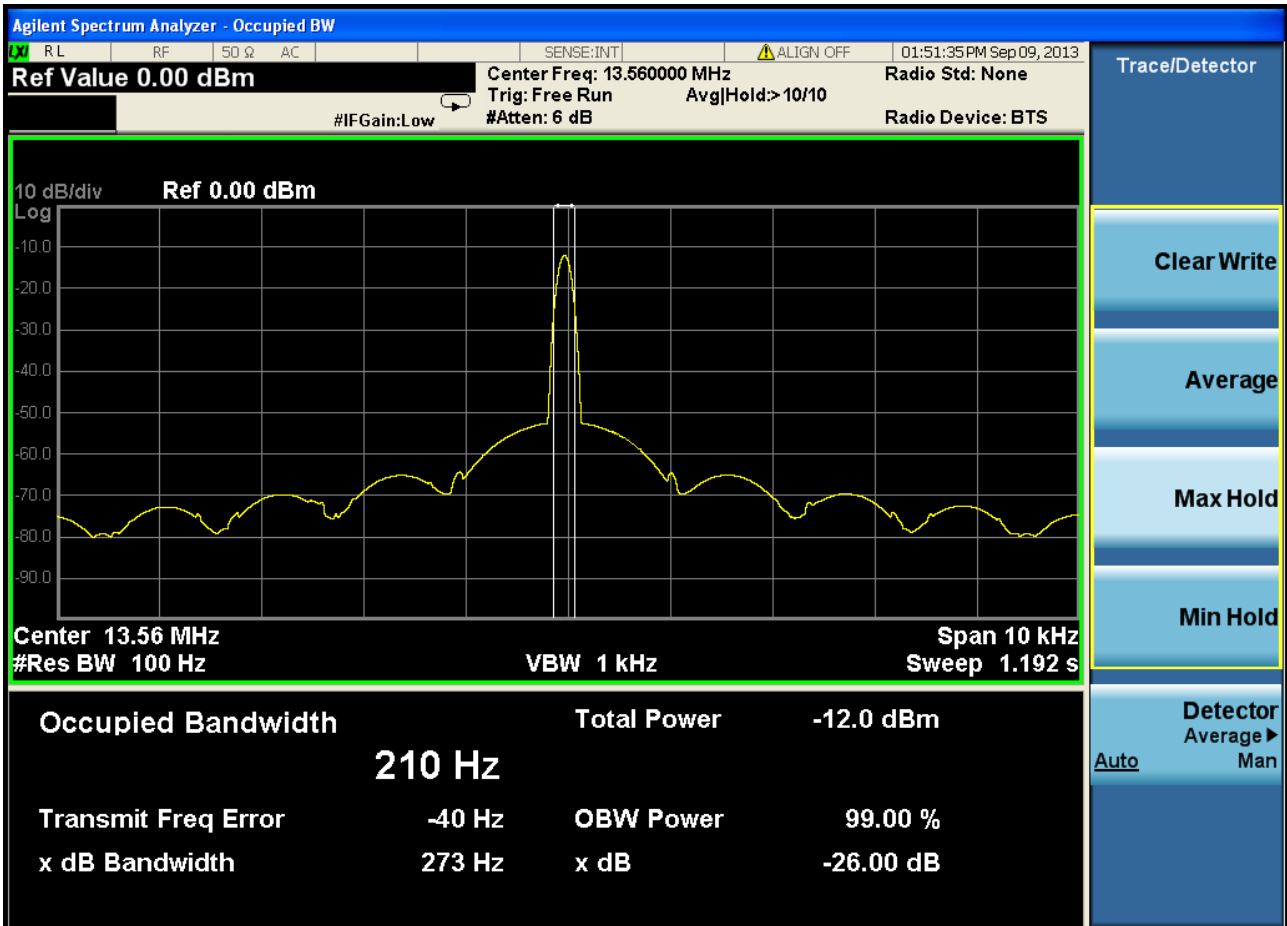 Agilent Spectrum Analyzer - Occupied BW
LXI RL RF 50 Ω AC SENSE:INT ALIGN OFF 01:51:35 PM Sep 09, 2013
Ref Value 0.00 dBm
Center Freq: 13.560000 MHz
Radio Std: None
Trig: Free Run Avg|Hold:>10/10
#IFGain:Low
#Atten: 6 dB
Radio Device: BTS
Trace/Detector
10 dB/div Ref 0.00 dBm
Log
-10.0
-20.0
-30.0
-40.0
-50.0
-60.0
-70.0
-80.0
-90.0
Center 13.56 MHz Span 10 kHz
#Res BW 100 Hz VBW 1 kHz Sweep 1.192 s
Clear Write
Average
Max Hold
Min Hold
Detector
Average
Auto Man
Occupied Bandwidth Total Power -12.0 dBm
210 Hz
Transmit Freq Error -40 Hz OBW Power 99.00 %
x dB Bandwidth 273 Hz x dB -26.00 dB